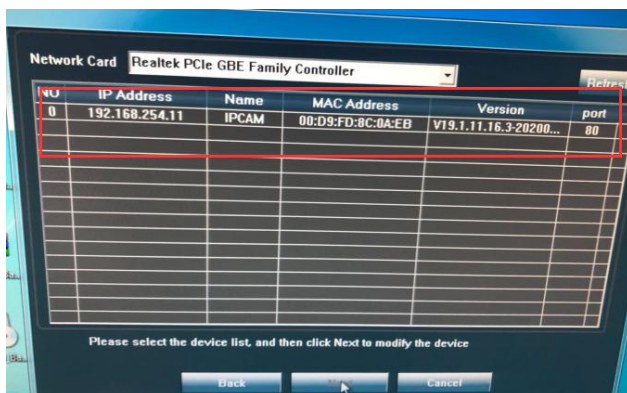 Network Card Realtek PCIe GBE Family Controller
Refres
NO IP Address Name MAC Address Version port
0 192.168.254.11 IPCAM 00:D9:FD:8C:0A:EB V19.1.11.16.3-20200... 80
Please select the device list, and then click Next to modify the device
Back Cancel